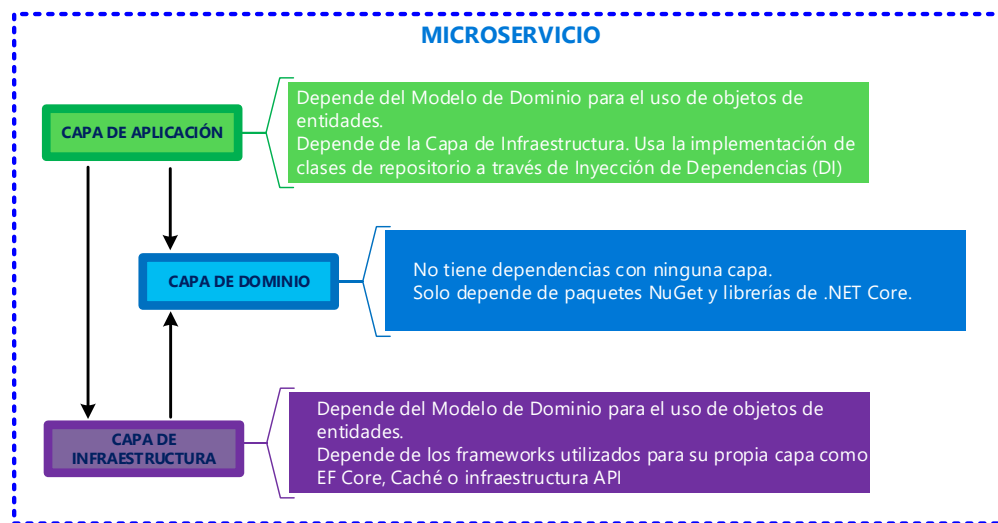 MICROSERVICIO
CAPA DE APLICACIÓN
Depende del Modelo de Dominio para el uso de objetos de
entidades.
Depende de la Capa de Infraestructura. Usa la implementación de
clases de repositorio a través de Inyección de Dependencias (DI)
CAPA DE DOMINIO
No tiene dependencias con ninguna capa.
Solo depende de paquetes NuGet y librerías de .NET Core.
CAPA DE
INFRAESTRUCTURA
Depende del Modelo de Dominio para el uso de objetos de
entidades.
Depende de los frameworks utilizados para su propia capa como
EF Core, Caché o infraestructura API